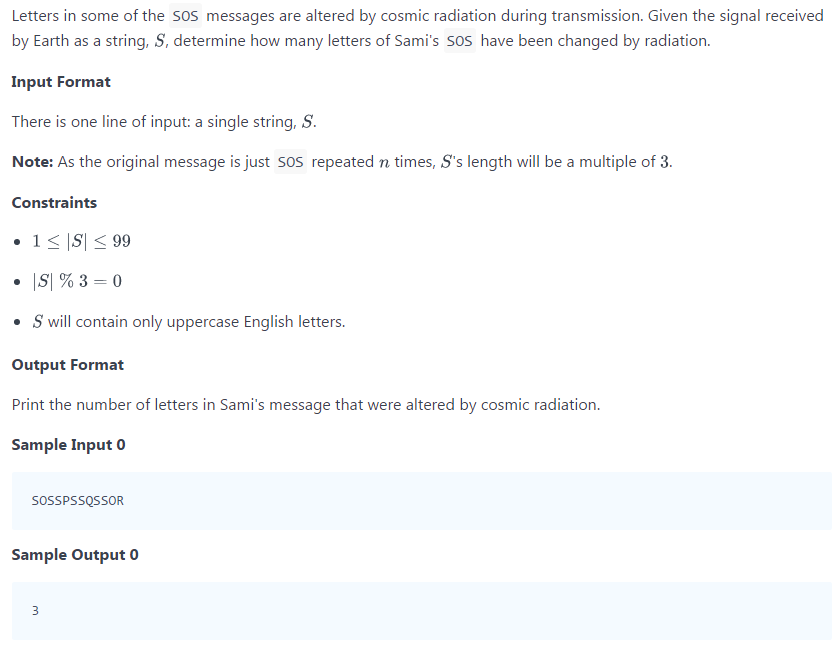 Letters in some of the SOS messages are altered by cosmic radiation during transmission. Given the signal received
by Earth as a string, S, determine how many letters of Sami's SOS have been changed by radiation.
Input Format
There is one line of input: a single string, S.
Note: As the original message is just SOS repeated n times, S's length will be a multiple of 3.
Constraints
• 1 ≤ |S| ≤ 99
• |S| % 3 = 0
• S will contain only uppercase English letters.
Output Format
Print the number of letters in Sami's message that were altered by cosmic radiation.
Sample Input 0
SOSSPSSQSSOR
Sample Output 0
3